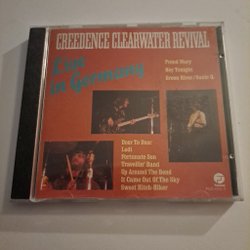 CREEDENCE CLEARWATER REVIVAL
Live
in Germany
Proud Mary
Hey Tonight
Green River/Suzie Q
Door To Door
Lodi
Fortunate Son
Travellin' Band
Up Around The Bend
It Came Out Of The Sky
Sweet Hitch-Hiker